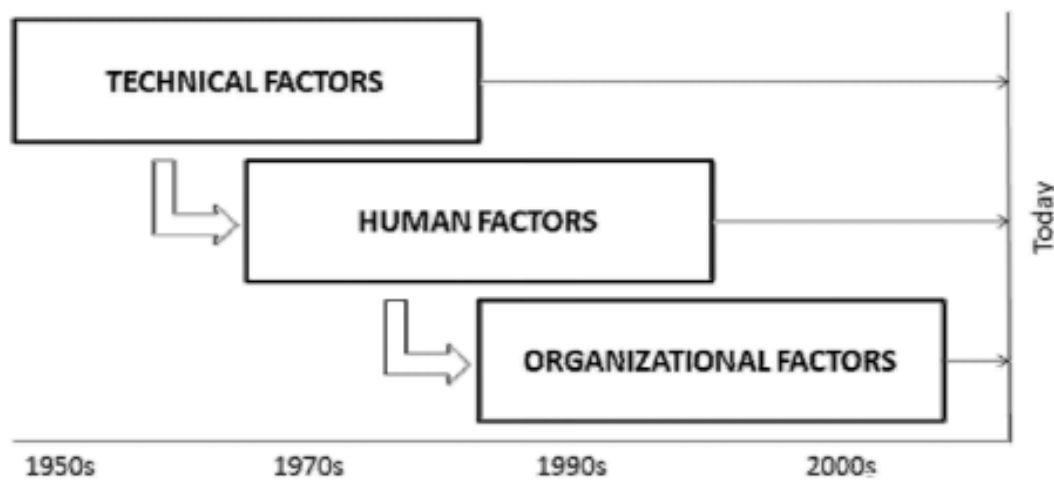 TECHNICAL FACTORS
HUMAN FACTORS
ORGANIZATIONAL FACTORS
Today
1950s 1970s 1990s 2000s